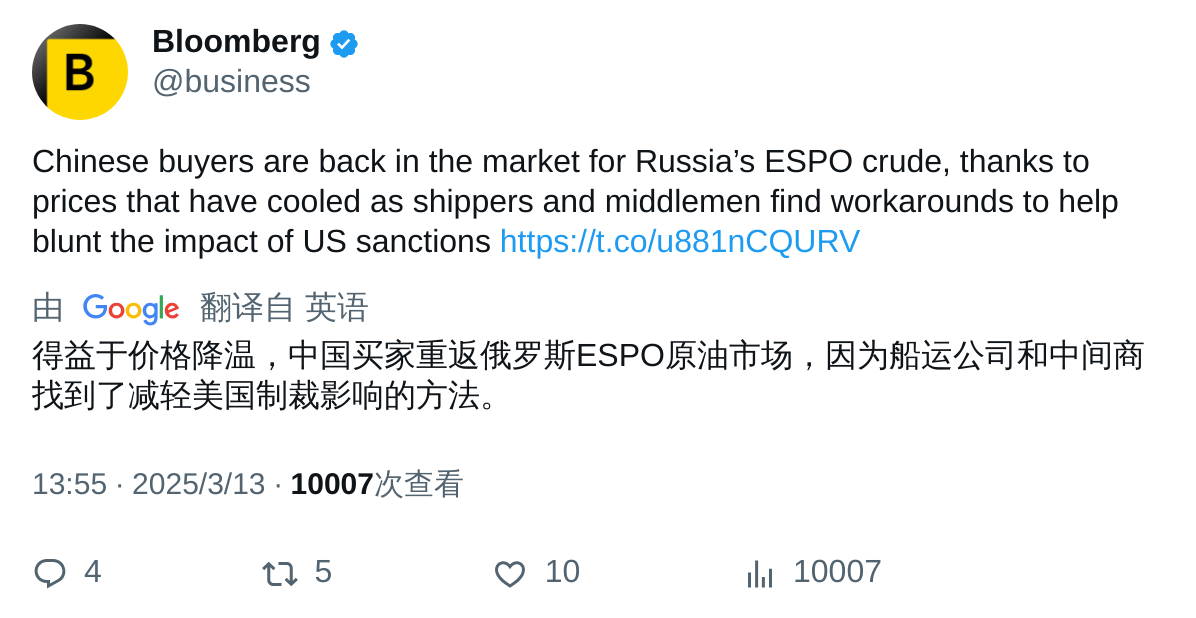 B
Bloomberg
@business
Chinese buyers are back in the market for Russia’s ESPO crude, thanks to
prices that have cooled as shippers and middlemen find workarounds to help
blunt the impact of US sanctions https://t.co/u881nCQURV
由 Google 翻译自 英语
得益于价格降温，中国买家重返俄罗斯ESPO原油市场，因为船运公司和中间商
找到了减轻美国制裁影响的方法。
13:55 · 2025/3/13 · 10007次查看
4 5 10 10007